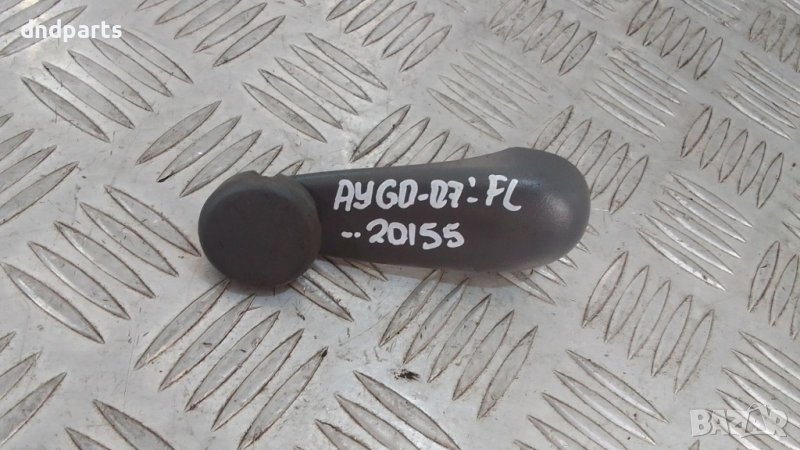 dndparts
AYGO-07'-FL
--20155
BAZAR